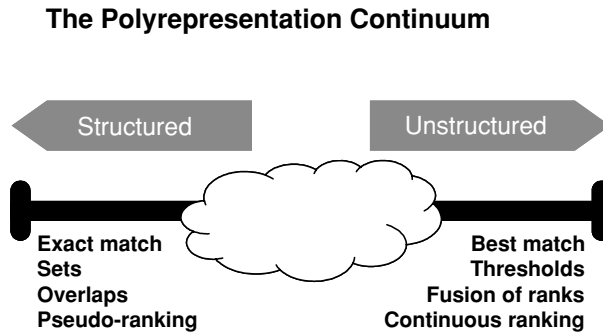 The Polyrepresentation Continuum
Structured
Unstructured
Exact match
Sets
Overlaps
Pseudo-ranking
Best match
Thresholds
Fusion of ranks
Continuous ranking